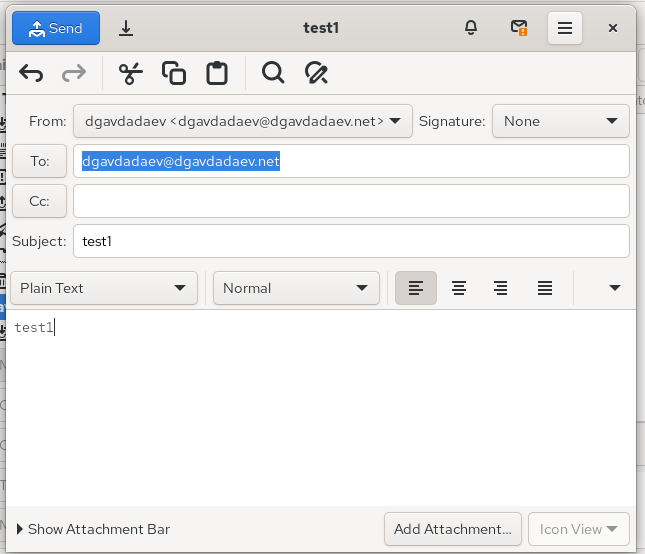 Send
test1
From: dgavdadaev <dgavdadaev@dgavdadaev.net> Signature: None
To: dgavdadaev@dgavdadaev.net
Cc:
Subject: test1
Plain Text Normal
test1
Show Attachment Bar Add Attachment... Icon View